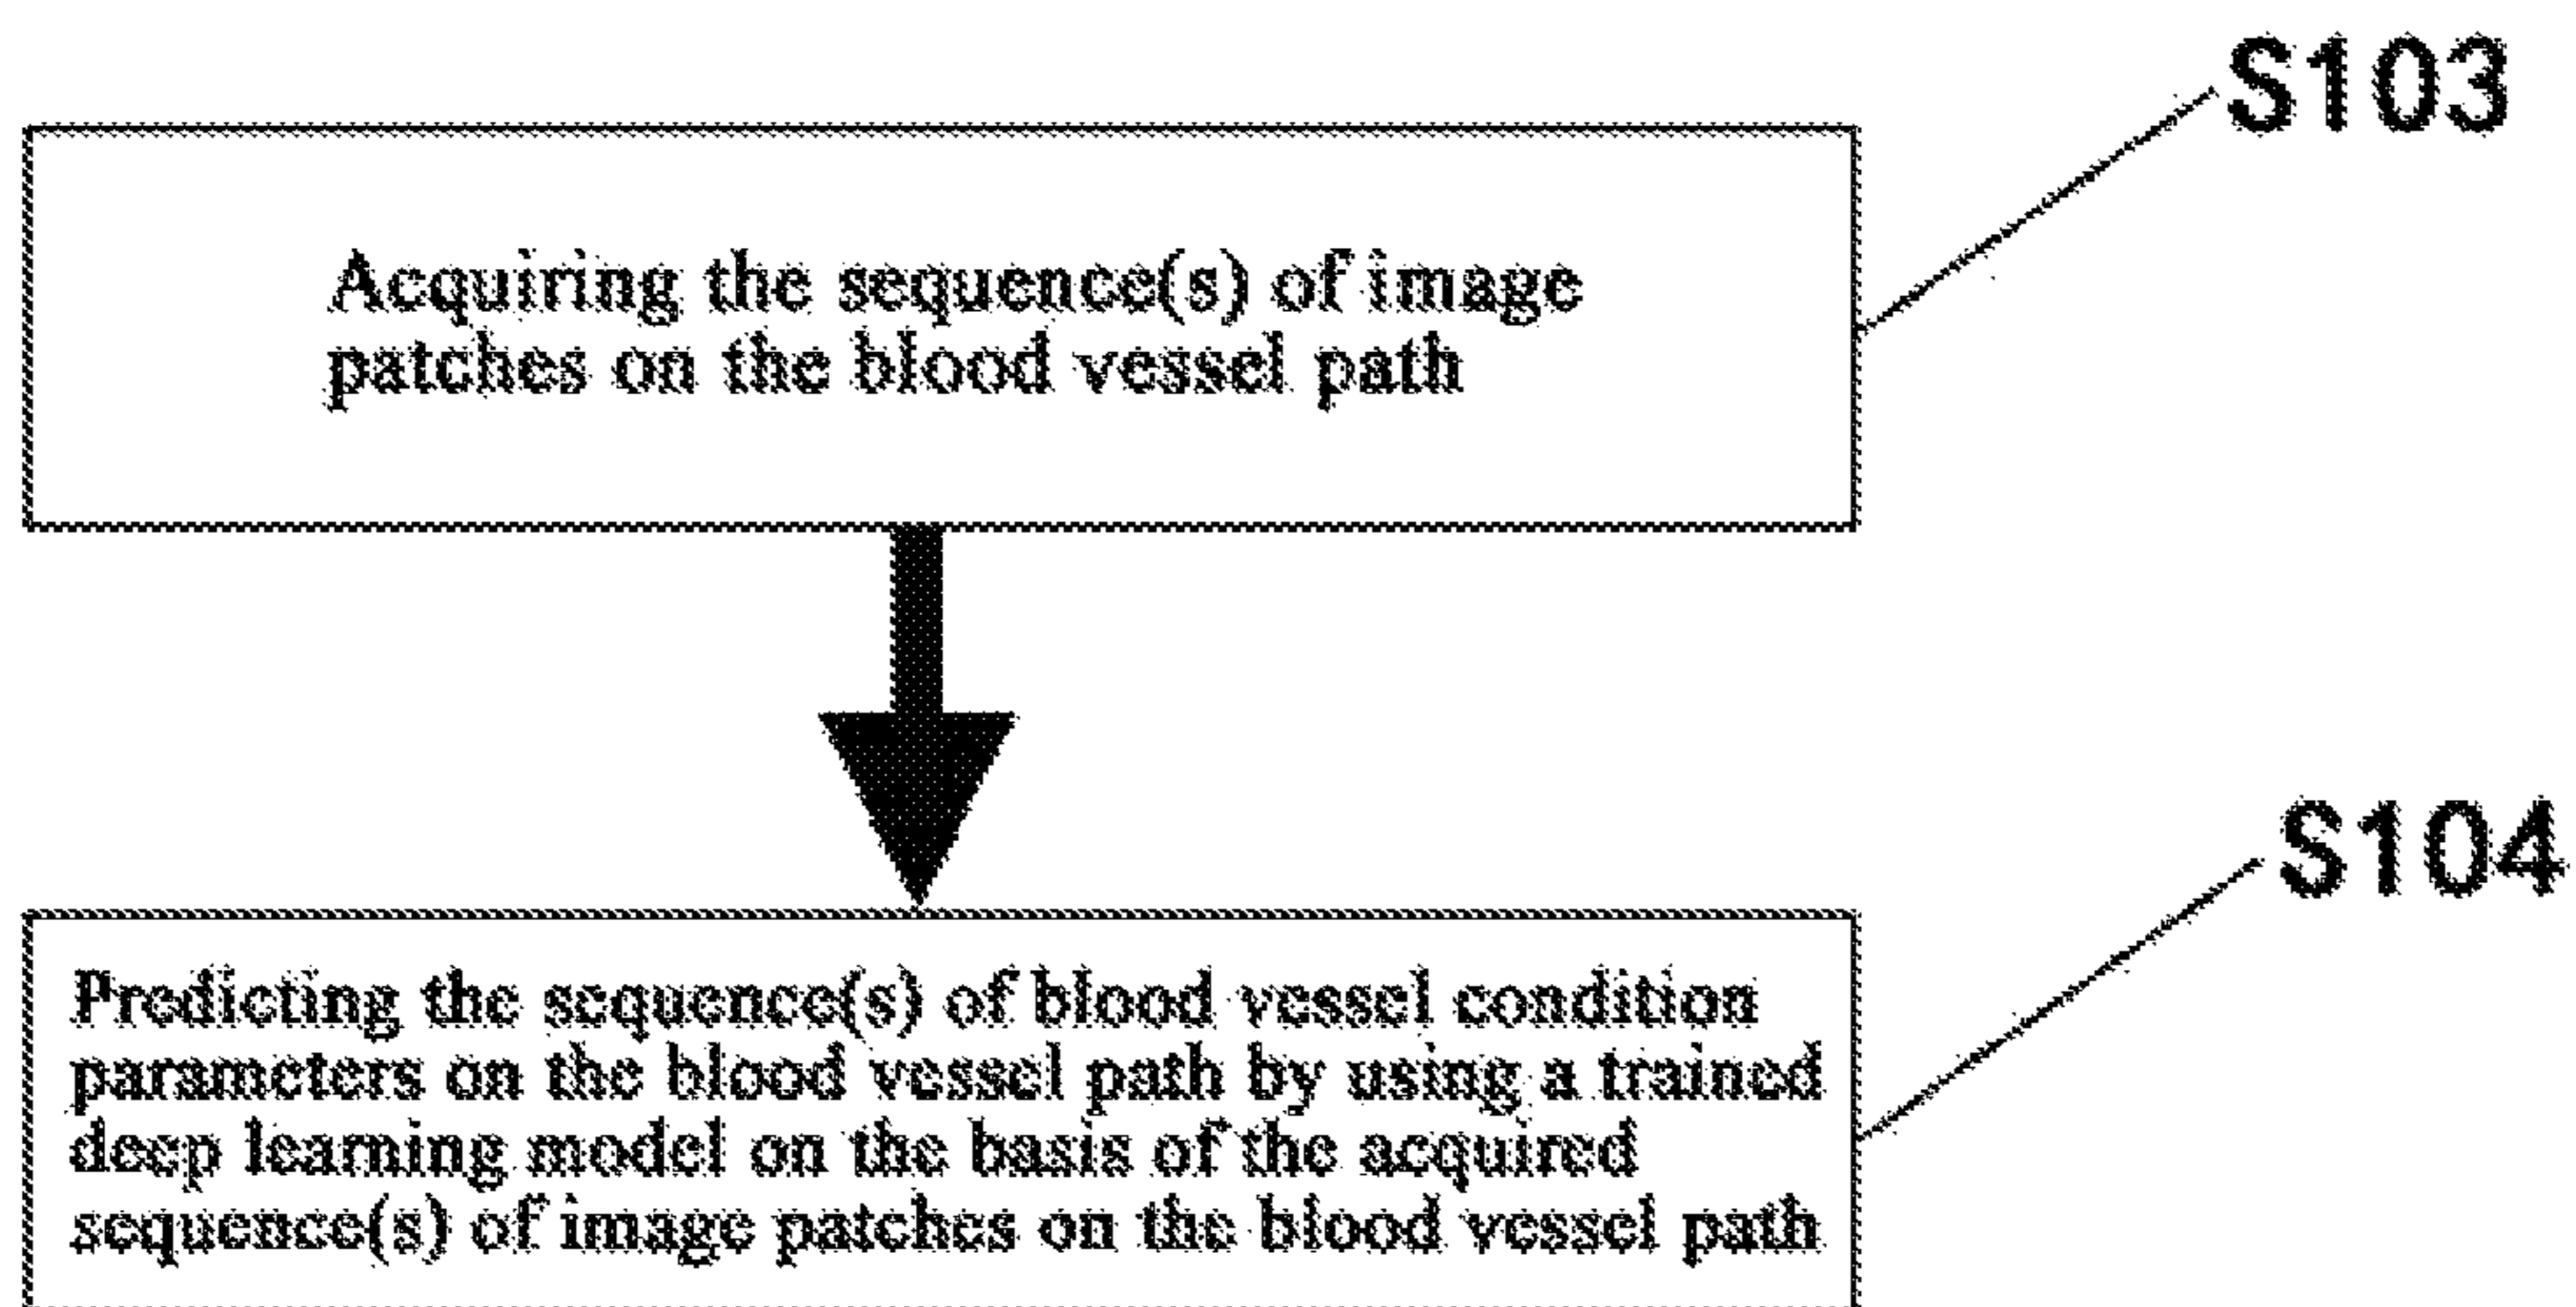 S103
Acquiring the sequence(s) of image
patches on the blood vessel path
S104
Predicting the sequence(s) of blood vessel condition
parameters on the blood vessel path by using a trained
deep learning model on the basis of the acquired
sequence(s) of image patches on the blood vessel path